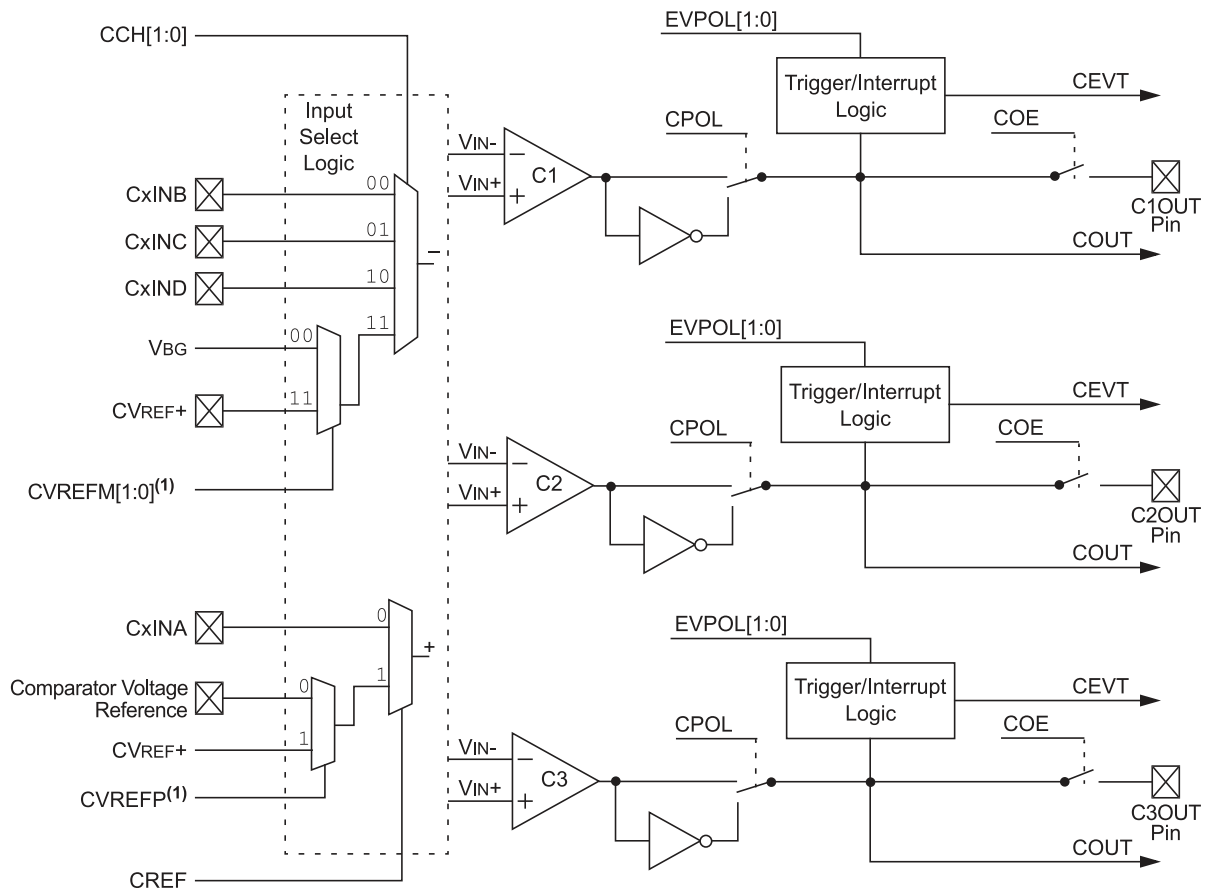 CCH[1:0]
Input
Select
Logic
CxINB
00
CxINC
01
CxIND
10
11
–
VBG
00
CVREF+
11
CVREFM[1:0](1)
CxINA
0
+
1
Comparator Voltage
Reference
0
CVREF+
1
CVREFP(1)
CREF
EVPOL[1:0]
Trigger/Interrupt
Logic
CEVT
CPOL
COE
VIN-
–
VIN+
+
C1
C1OUT
Pin
COUT
EVPOL[1:0]
Trigger/Interrupt
Logic
CEVT
CPOL
COE
VIN-
–
VIN+
+
C2
C2OUT
Pin
COUT
EVPOL[1:0]
Trigger/Interrupt
Logic
CEVT
CPOL
COE
VIN-
–
VIN+
+
C3
C3OUT
Pin
COUT